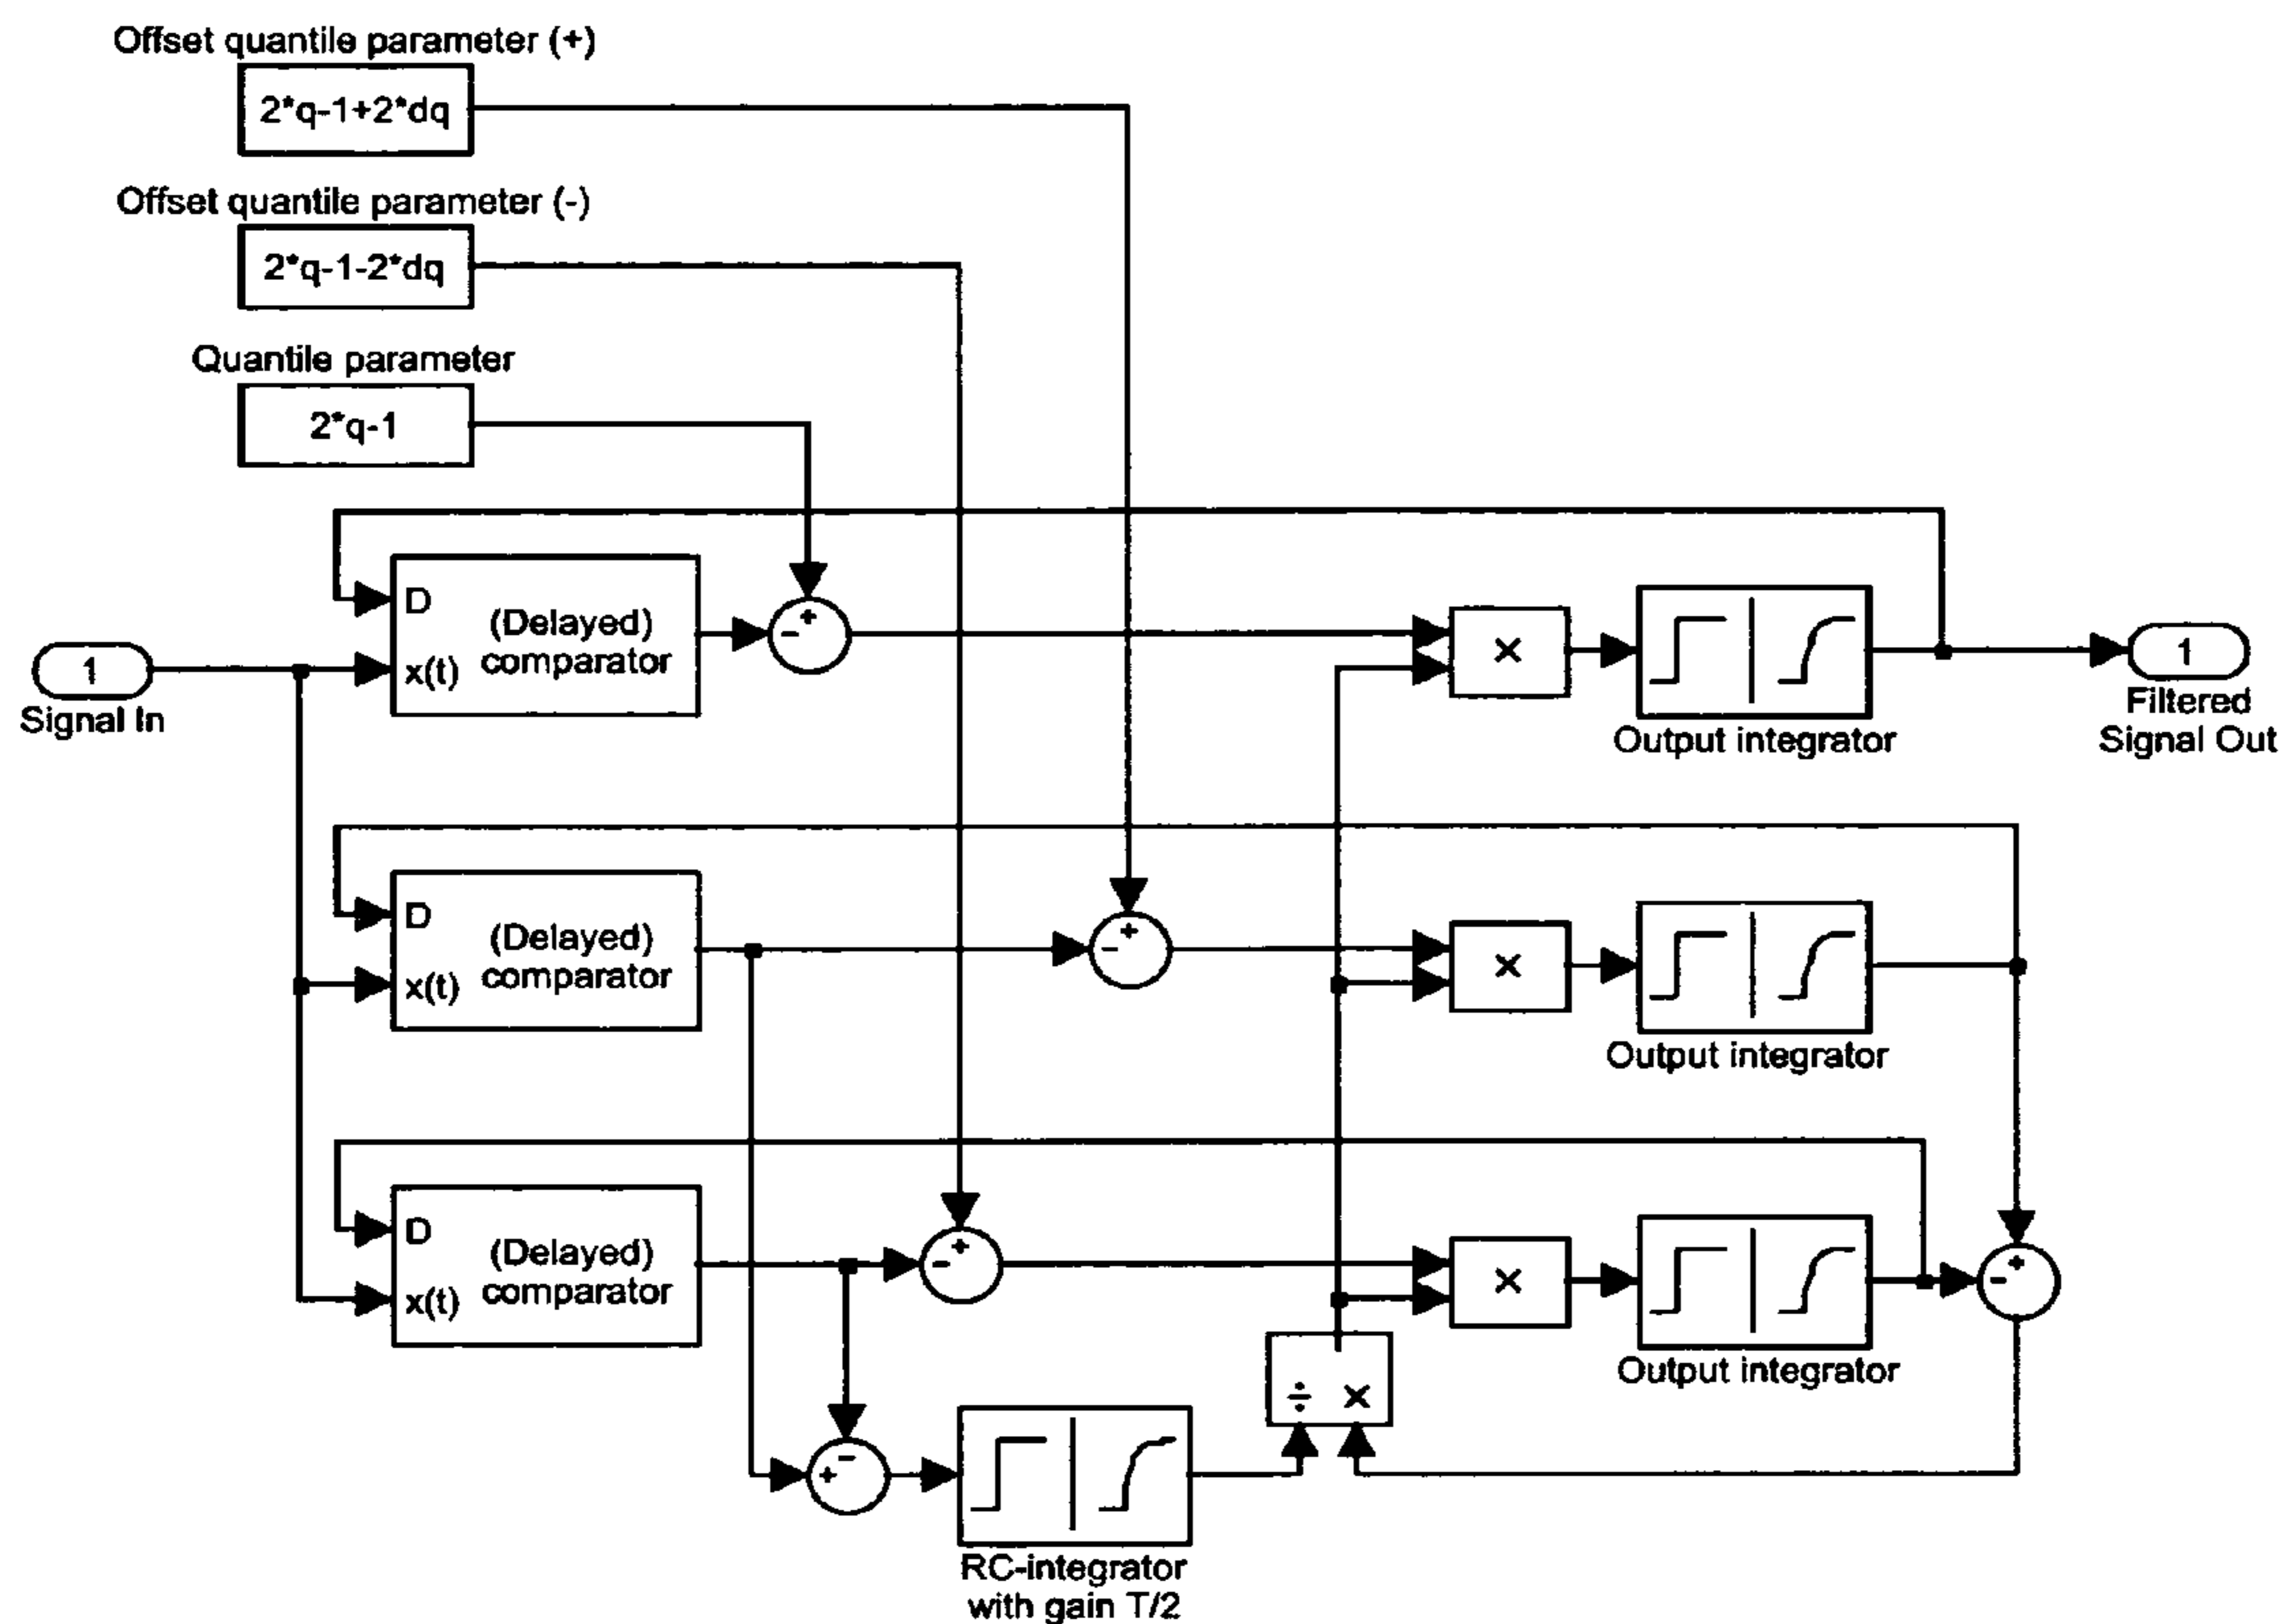 Offset quantile parameter (+)
2*q-1+2*dq
Offset quantile parameter (-)
2*q-1-2*dq
Quantile parameter
2*q-1
D
x(t)
(Delayed)
comparator
+
-
×
Output integrator
1
Signal In
1
Filtered
Signal Out
D
x(t)
(Delayed)
comparator
+
-
×
Output integrator
D
x(t)
(Delayed)
comparator
+
-
×
Output integrator
+
-
÷ ×
-
+
RC-integrator
with gain T/2